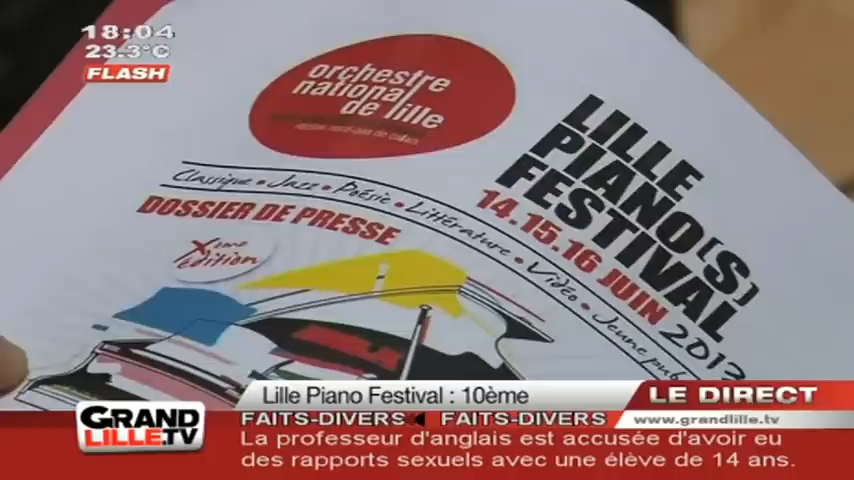 18:04
23.3°C
FLASH
orchestre
national
de lille
LILLE
PIANO(S)
FESTIVAL
14.15.16 JUIN 2013
Classique • Jazz • Poésie • Littérature • Vidéo • Jeune pub
DOSSIER DE PRESSE
Xème
édition
Lille Piano Festival : 10ème
LE DIRECT
GRAND
LILLE.TV
FAITS-DIVERS FAITS-DIVERS
www.grandlille.tv
La professeur d'anglais est accusée d'avoir eu
des rapports sexuels avec une élève de 14 ans.